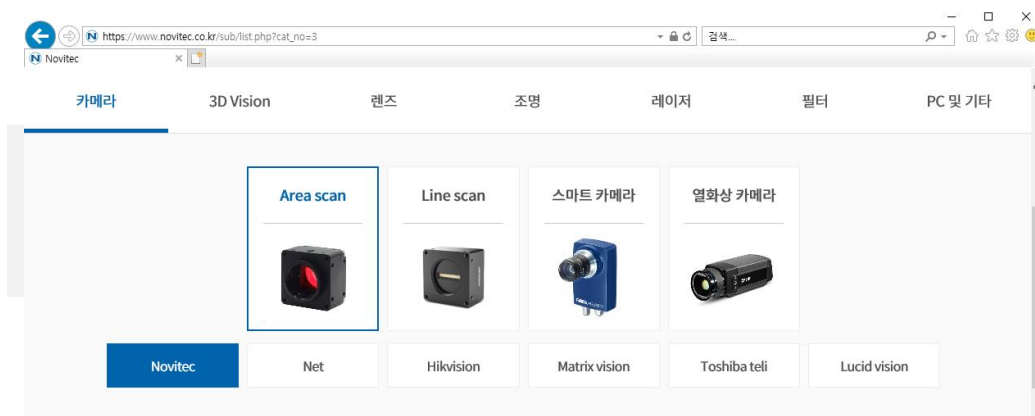 https://www.novitec.co.kr/sub/list.php?cat_no=3
검색...
Novitec
카메라 3D Vision 렌즈 조명 레이저 필터 PC 및 기타
Area scan Line scan 스마트 카메라 열화상 카메라
Novitec Net Hikvision Matrix vision Toshiba teli Lucid vision